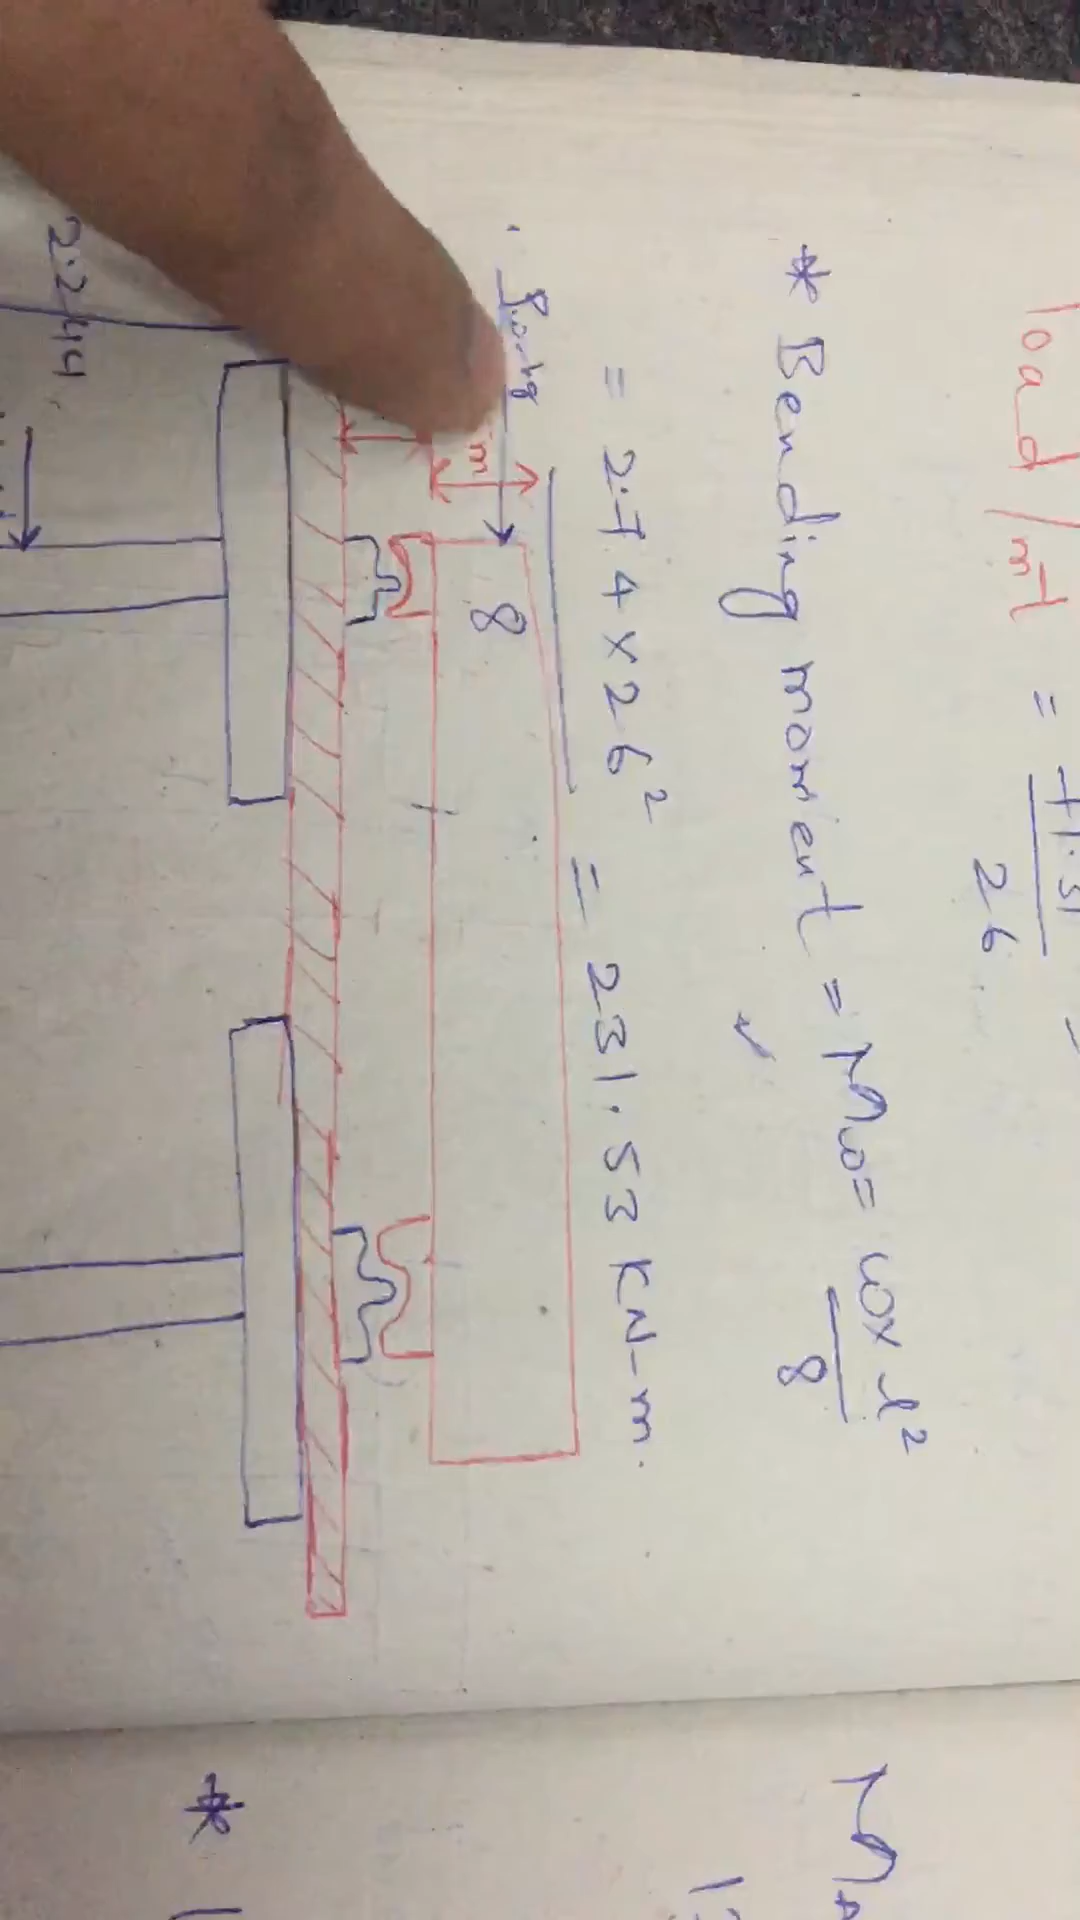 load/mt = 71.31
26
* Bending moment = Mw = w x l²
8
= 2.74 x 26² = 231.53 KN-m.
8
m
2.244
*